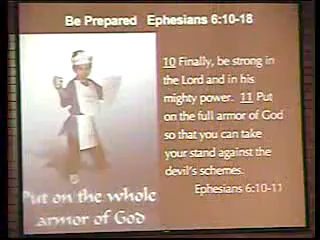 Be Prepared Ephesians 6:10-18
10 Finally, be strong in
the Lord and in his
mighty power. 11 Put
on the full armor of God
so that you can take
your stand against the
devil's schemes.
Ephesians 6:10-11
Put on the whole
armor of God